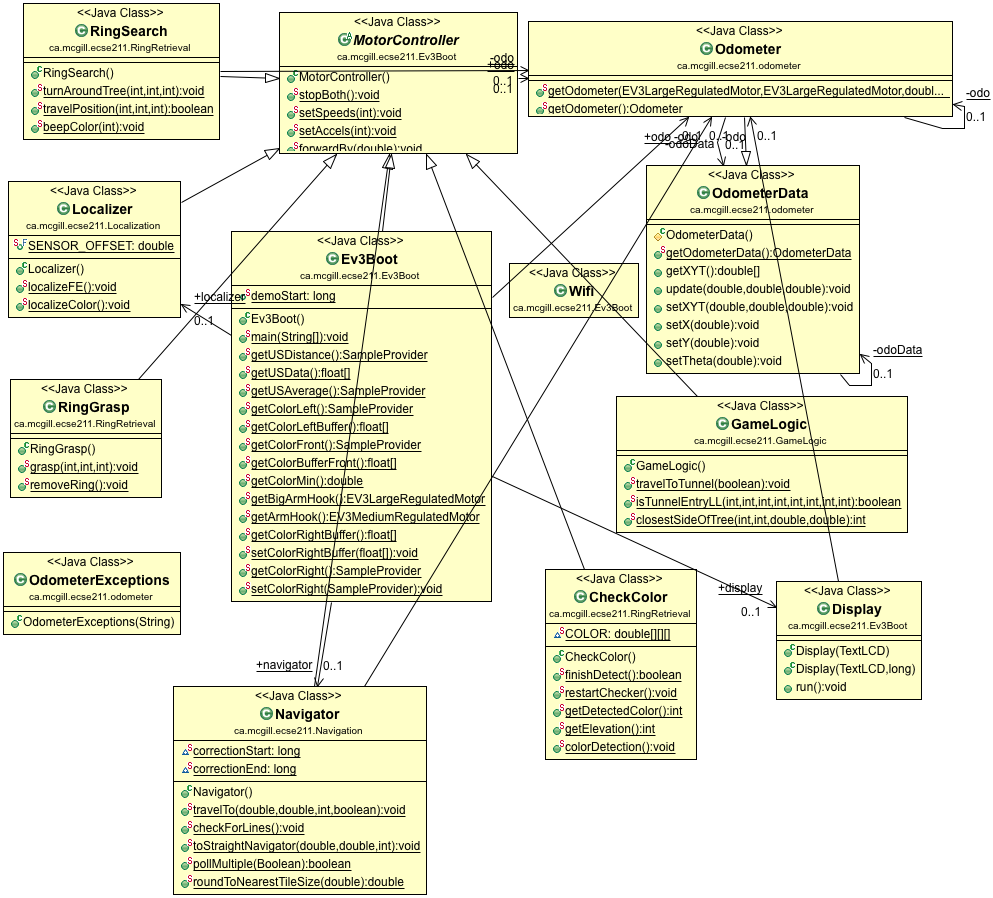 <<Java Class>>
RingSearch
ca.mcgill.ecse211.RingRetrieval
RingSearch()
turnAroundTree(int,int,int):void
travelPosition(int,int,int):boolean
beepColor(int):void
<<Java Class>>
MotorController
ca.mcgill.ecse211.Ev3Boot
MotorController()
stopBoth():void
setSpeeds(int):void
setAccels(int):void
forwardBy(double):void
-odo
+odo
0..1
0..1
<<Java Class>>
Odometer
ca.mcgill.ecse211.odometer
getOdometer(EV3LargeRegulatedMotor,EV3LargeRegulatedMotor,doubl...
getOdometer():Odometer
-odo
0..1
+odo
-odo
0..1
0..1
-odo
0..1
-odoData
0..1
<<Java Class>>
Localizer
ca.mcgill.ecse211.Localization
SENSOR_OFFSET: double
Localizer()
localizeFE():void
localizeColor():void
+localizer
0..1
<<Java Class>>
Ev3Boot
ca.mcgill.ecse211.Ev3Boot
demoStart: long
Ev3Boot()
main(String[]):void
getUSDistance():SampleProvider
getUSData():float[]
getUSAverage():SampleProvider
getColorLeft():SampleProvider
getColorLeftBuffer():float[]
getColorFront():SampleProvider
getColorBufferFront():float[]
getColorMin():double
getBigArmHook():EV3LargeRegulatedMotor
getArmHook():EV3MediumRegulatedMotor
getColorRightBuffer():float[]
setColorRightBuffer(float[]):void
getColorRight():SampleProvider
setColorRight(SampleProvider):void
<<Java Class>>
Wifi
ca.mcgill.ecse211.Ev3Boot
<<Java Class>>
OdometerData
ca.mcgill.ecse211.odometer
OdometerData()
getOdometerData():OdometerData
getXYT():double[]
update(double,double,double):void
setXYT(double,double,double):void
setX(double):void
setY(double):void
setTheta(double):void
-odoData
0..1
<<Java Class>>
RingGrasp
ca.mcgill.ecse211.RingRetrieval
RingGrasp()
grasp(int,int,int):void
removeRing():void
<<Java Class>>
GameLogic
ca.mcgill.ecse211.GameLogic
GameLogic()
travelToTunnel(boolean):void
isTunnelEntryLL(int,int,int,int,int,int,int,int):boolean
closestSideOfTree(int,int,double,double):int
<<Java Class>>
OdometerExceptions
ca.mcgill.ecse211.odometer
OdometerExceptions(String)
<<Java Class>>
CheckColor
ca.mcgill.ecse211.RingRetrieval
COLOR: double[][][]
CheckColor()
finishDetect():boolean
restartChecker():void
getDetectedColor():int
getElevation():int
colorDetection():void
+display
0..1
<<Java Class>>
Display
ca.mcgill.ecse211.Ev3Boot
Display(TextLCD)
Display(TextLCD,long)
run():void
+navigator
0..1
<<Java Class>>
Navigator
ca.mcgill.ecse211.Navigation
correctionStart: long
correctionEnd: long
Navigator()
travelTo(double,double,int,boolean):void
checkForLines():void
toStraightNavigator(double,double,int):void
pollMultiple(Boolean):boolean
roundToNearestTileSize(double):double